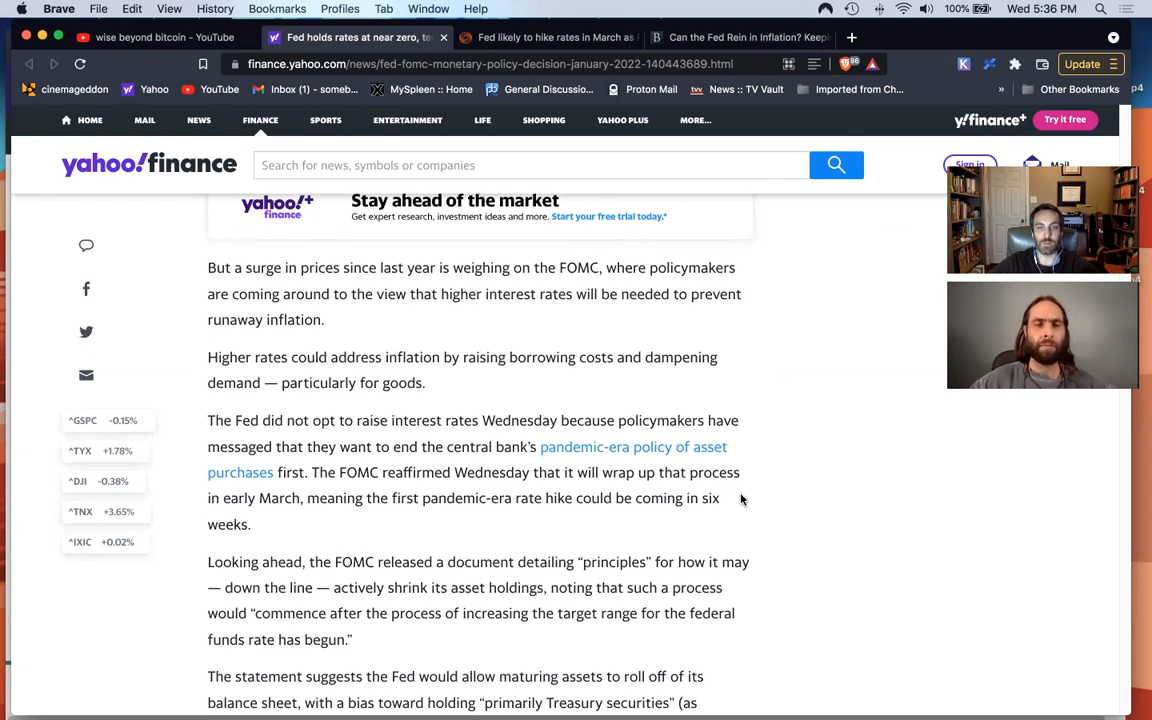 Brave File Edit View History Bookmarks Profiles Tab Window Help 100% Wed 5:36 PM
wise beyond bitcoin - YouTube Fed holds rates at near zero, te Fed likely to hike rates in March as Can the Fed Rein in Inflation? Keepi
finance.yahoo.com/news/fed-fomc-monetary-policy-decision-january-2022-140443689.html 66 K Update
cinemageddon Yahoo YouTube Inbox (1) – someb... MySpleen :: Home General Discussio... Proton Mail tvv News :: TV Vault Imported from Ch... » Other Bookmarks
p4
HOME MAIL NEWS FINANCE SPORTS ENTERTAINMENT LIFE SHOPPING YAHOO PLUS MORE... y!finance+ Try it free
yahoo!finance Search for news, symbols or companies Sign in Mail
yahoo!+ finance
Stay ahead of the market
Get expert research, investment ideas and more. Start your free trial today.*
But a surge in prices since last year is weighing on the FOMC, where policymakers
are coming around to the view that higher interest rates will be needed to prevent
runaway inflation.
Higher rates could address inflation by raising borrowing costs and dampening
demand — particularly for goods.
The Fed did not opt to raise interest rates Wednesday because policymakers have
messaged that they want to end the central bank's pandemic-era policy of asset
purchases first. The FOMC reaffirmed Wednesday that it will wrap up that process
in early March, meaning the first pandemic-era rate hike could be coming in six
weeks.
Looking ahead, the FOMC released a document detailing “principles” for how it may
— down the line — actively shrink its asset holdings, noting that such a process
would “commence after the process of increasing the target range for the federal
funds rate has begun.”
The statement suggests the Fed would allow maturing assets to roll off of its
balance sheet, with a bias toward holding “primarily Treasury securities” (as
^GSPC -0.15%
^TYX +1.78%
^DJI -0.38%
^TNX +3.65%
^IXIC +0.02%